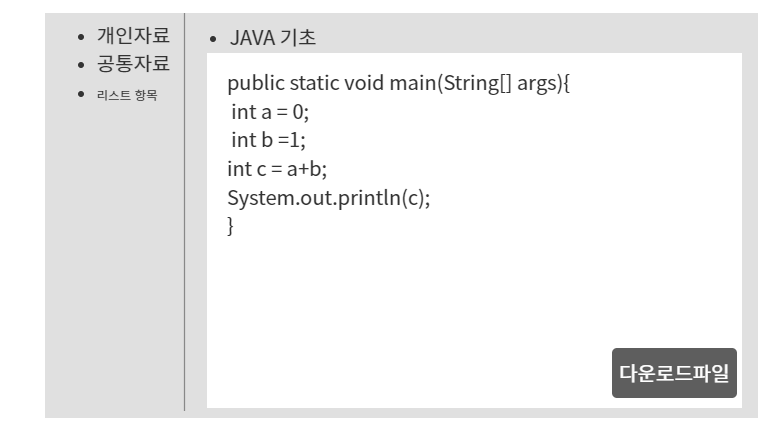 개인자료
공통자료
리스트 항목
JAVA 기초
public static void main(String[] args){
int a = 0;
int b =1;
int c = a+b;
System.out.println(c);
}
다운로드파일